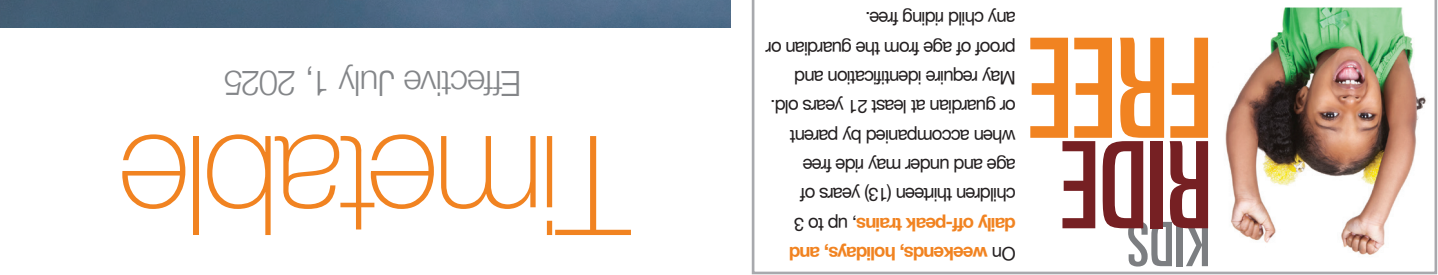 KIDS
RIDE
FREE
On weekends, holidays, and
daily off-peak trains, up to 3
children thirteen (13) years of
age and under may ride free
when accompanied by parent
or guardian at least 21 years old.
May require identification and
proof of age from the guardian or
any child riding free.
Timetable
Effective July 1, 2025